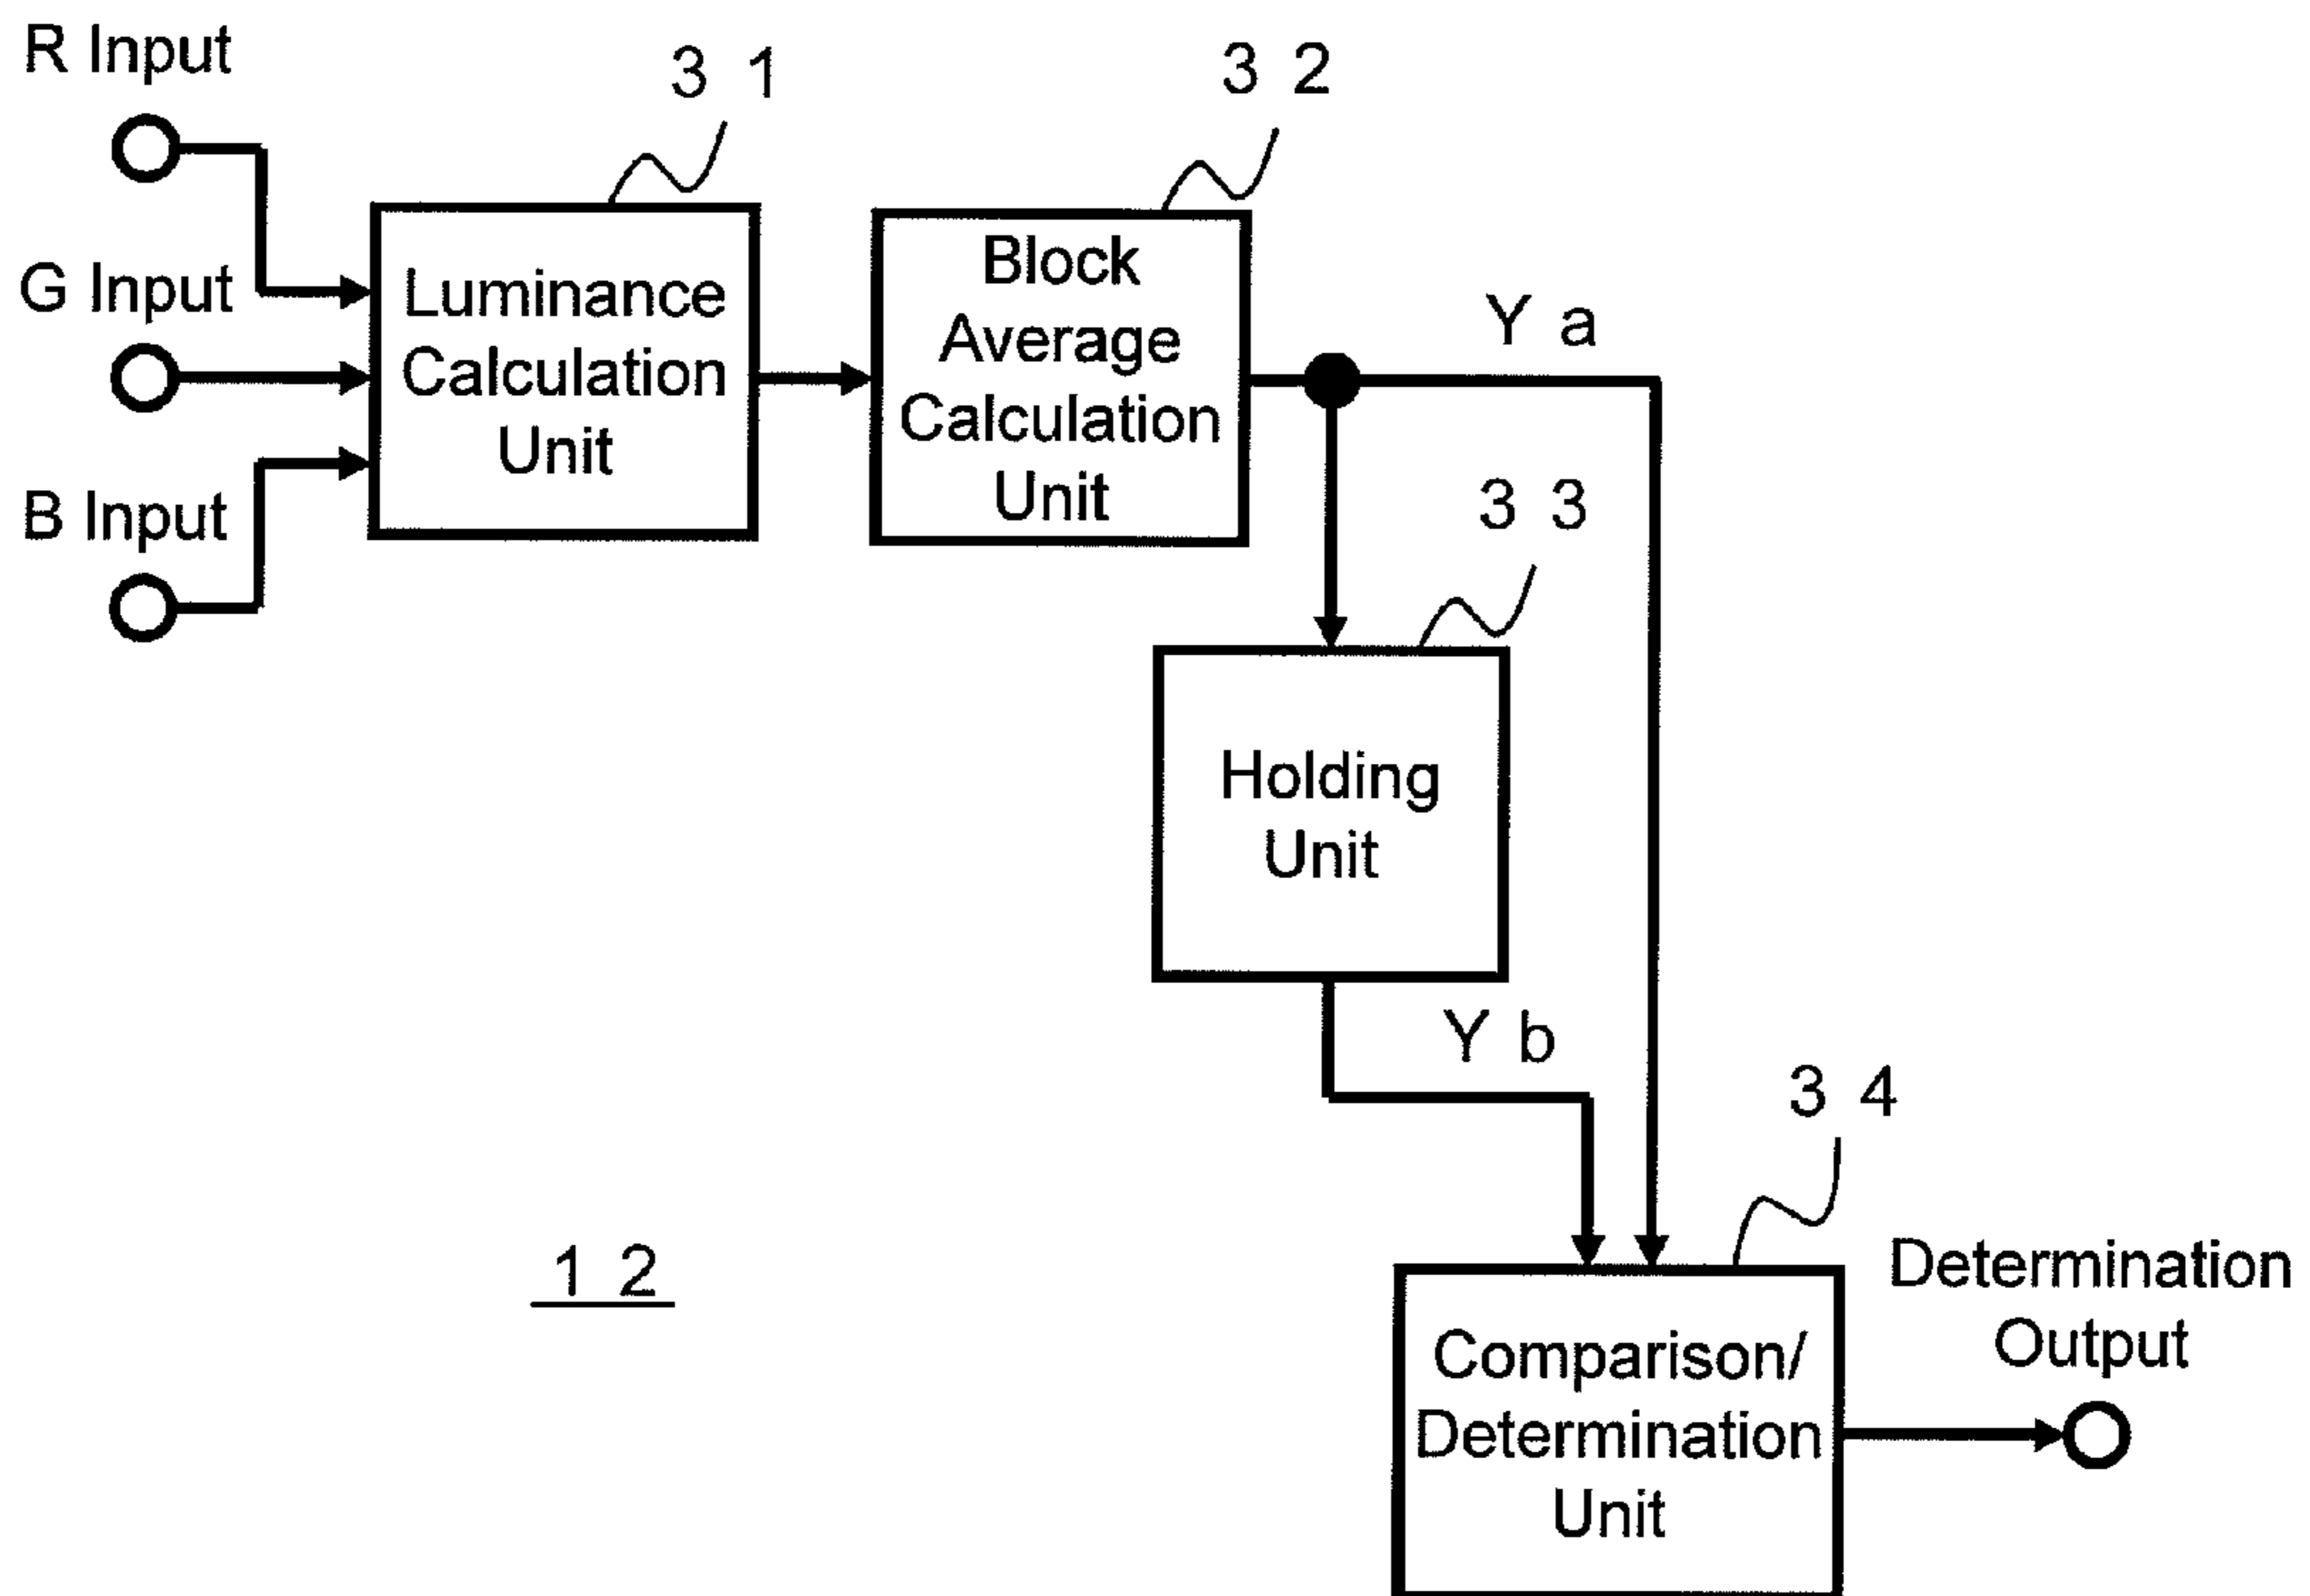 R Input
3 1
3 2
G Input
Luminance
Calculation
Unit
Block
Average
Calculation
Unit
Y a
B Input
3 3
Holding
Unit
Y b
3 4
1 2
Comparison/
Determination
Unit
Determination
Output